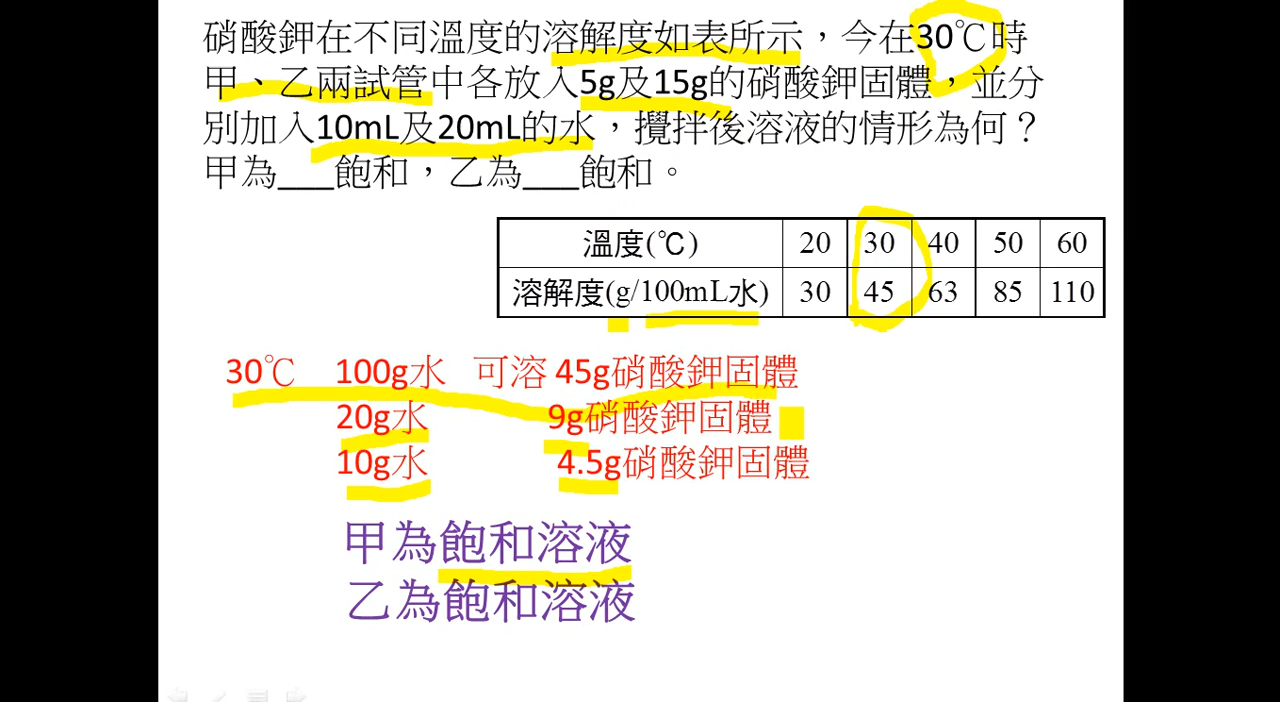 硝酸鉀在不同溫度的溶解度如表所示，今在30℃時
甲、乙兩試管中各放入5g及15g的硝酸鉀固體，並分
別加入10mL及20mL的水，攪拌後溶液的情形為何？
甲為___飽和，乙為___飽和。
溫度(℃) 20 30 40 50 60
溶解度(g/100mL水) 30 45 63 85 110
30℃ 100g水 可溶 45g硝酸鉀固體
20g水 9g硝酸鉀固體
10g水 4.5g硝酸鉀固體
甲為飽和溶液
乙為飽和溶液